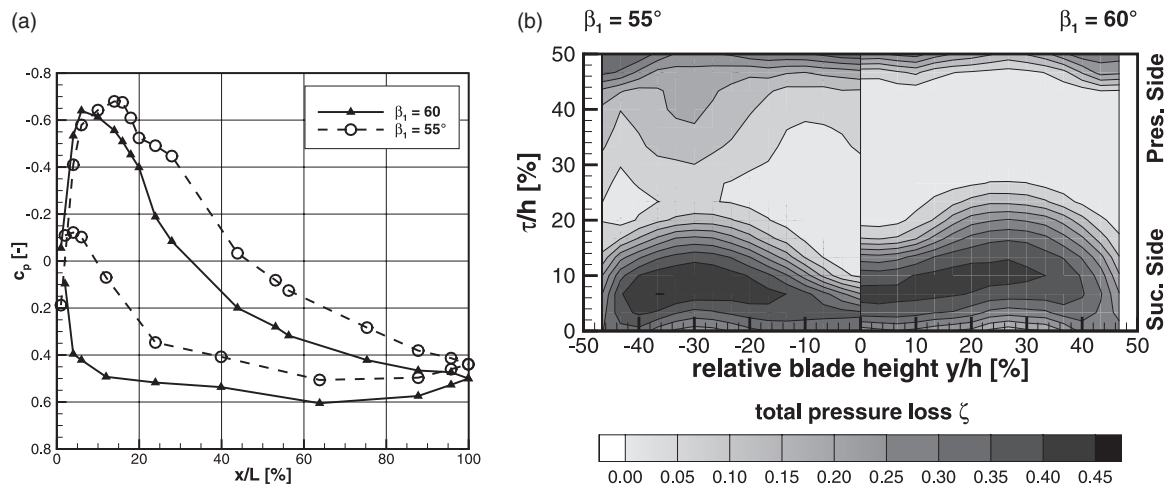 (a)
-0.8
-0.6
-0.4
-0.2
0
0.2
0.4
0.6
0.8
cp [-]
0 20 40 60 80 100
x/L [%]
β1 = 60
β1 = 55°
(b)
β1 = 55° β1 = 60°
50
40
30
20
10
0
τ/h [%]
Pres. Side
Suc. Side
-50 -40 -30 -20 -10 0 10 20 30 40 50
relative blade height y/h [%]
total pressure loss ζ
0.00 0.05 0.10 0.15 0.20 0.25 0.30 0.35 0.40 0.45